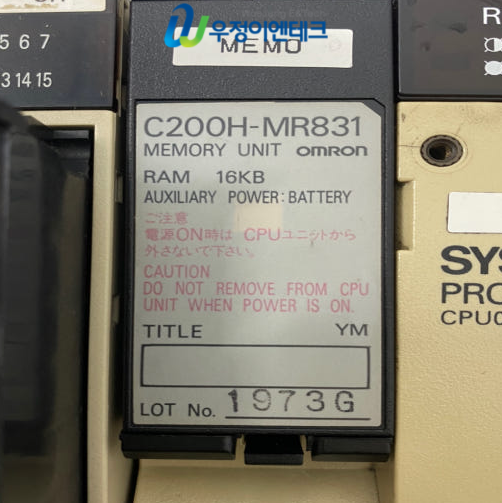 우정이엔테크
MEMO
5 6 7
13 14 15
C200H-MR831
MEMORY UNIT OMRON
RAM 16KB
AUXILIARY POWER: BATTERY
ご注意
電源ON時は CPUユニットから
外さないで下さい。
CAUTION
DO NOT REMOVE FROM CPU
UNIT WHEN POWER IS ON.
TITLE YM
LOT No. 1973G
R
SYS
PRO
CPU0